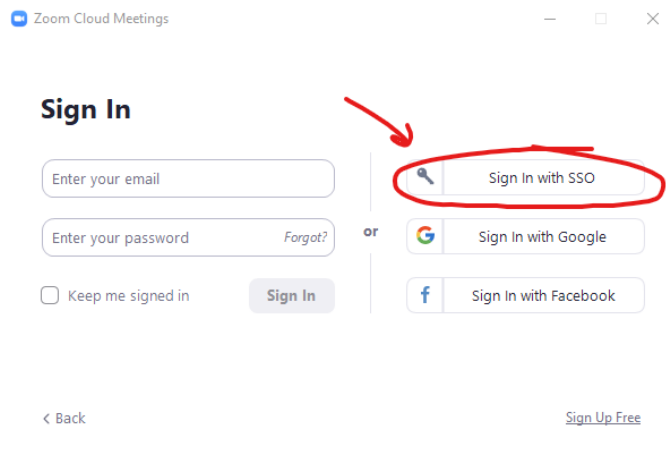 Zoom Cloud Meetings
Sign In
Enter your email
Enter your password Forgot?
Keep me signed in Sign In
or
Sign In with SSO
Sign In with Google
Sign In with Facebook
Back
Sign Up Free